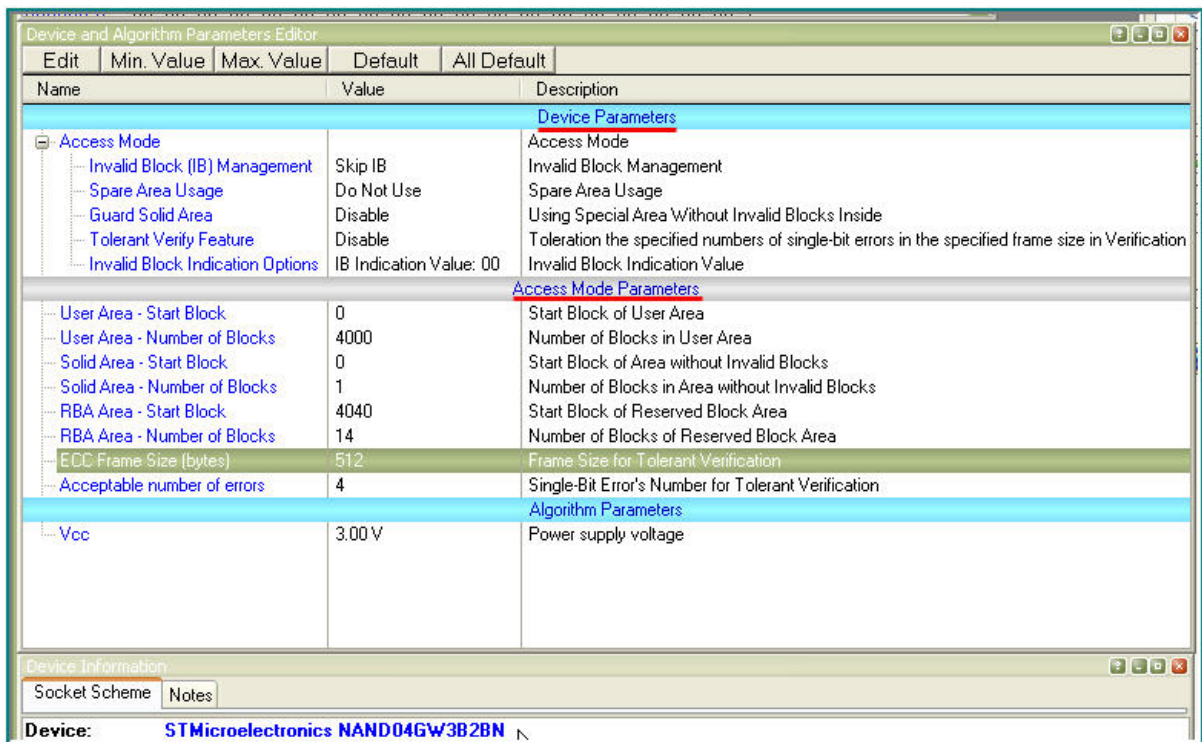 Device and Algorithm Parameters Editor
Edit Min. Value Max. Value Default All Default
Name Value Description
Device Parameters
Access Mode Access Mode
Invalid Block (IB) Management Skip IB Invalid Block Management
Spare Area Usage Do Not Use Spare Area Usage
Guard Solid Area Disable Using Special Area Without Invalid Blocks Inside
Tolerant Verify Feature Disable Toleration the specified numbers of single-bit errors in the specified frame size in Verification
Invalid Block Indication Options IB Indication Value: 00 Invalid Block Indication Value
Access Mode Parameters
User Area - Start Block 0 Start Block of User Area
User Area - Number of Blocks 4000 Number of Blocks in User Area
Solid Area - Start Block 0 Start Block of Area without Invalid Blocks
Solid Area - Number of Blocks 1 Number of Blocks in Area without Invalid Blocks
RBA Area - Start Block 4040 Start Block of Reserved Block Area
RBA Area - Number of Blocks 14 Number of Blocks of Reserved Block Area
ECC Frame Size (bytes) 512 Frame Size for Tolerant Verification
Acceptable number of errors 4 Single-Bit Error's Number for Tolerant Verification
Algorithm Parameters
Vcc 3.00 V Power supply voltage
Device Information
Socket Scheme Notes
Device: STMicroelectronics NAND04GW3B2BN